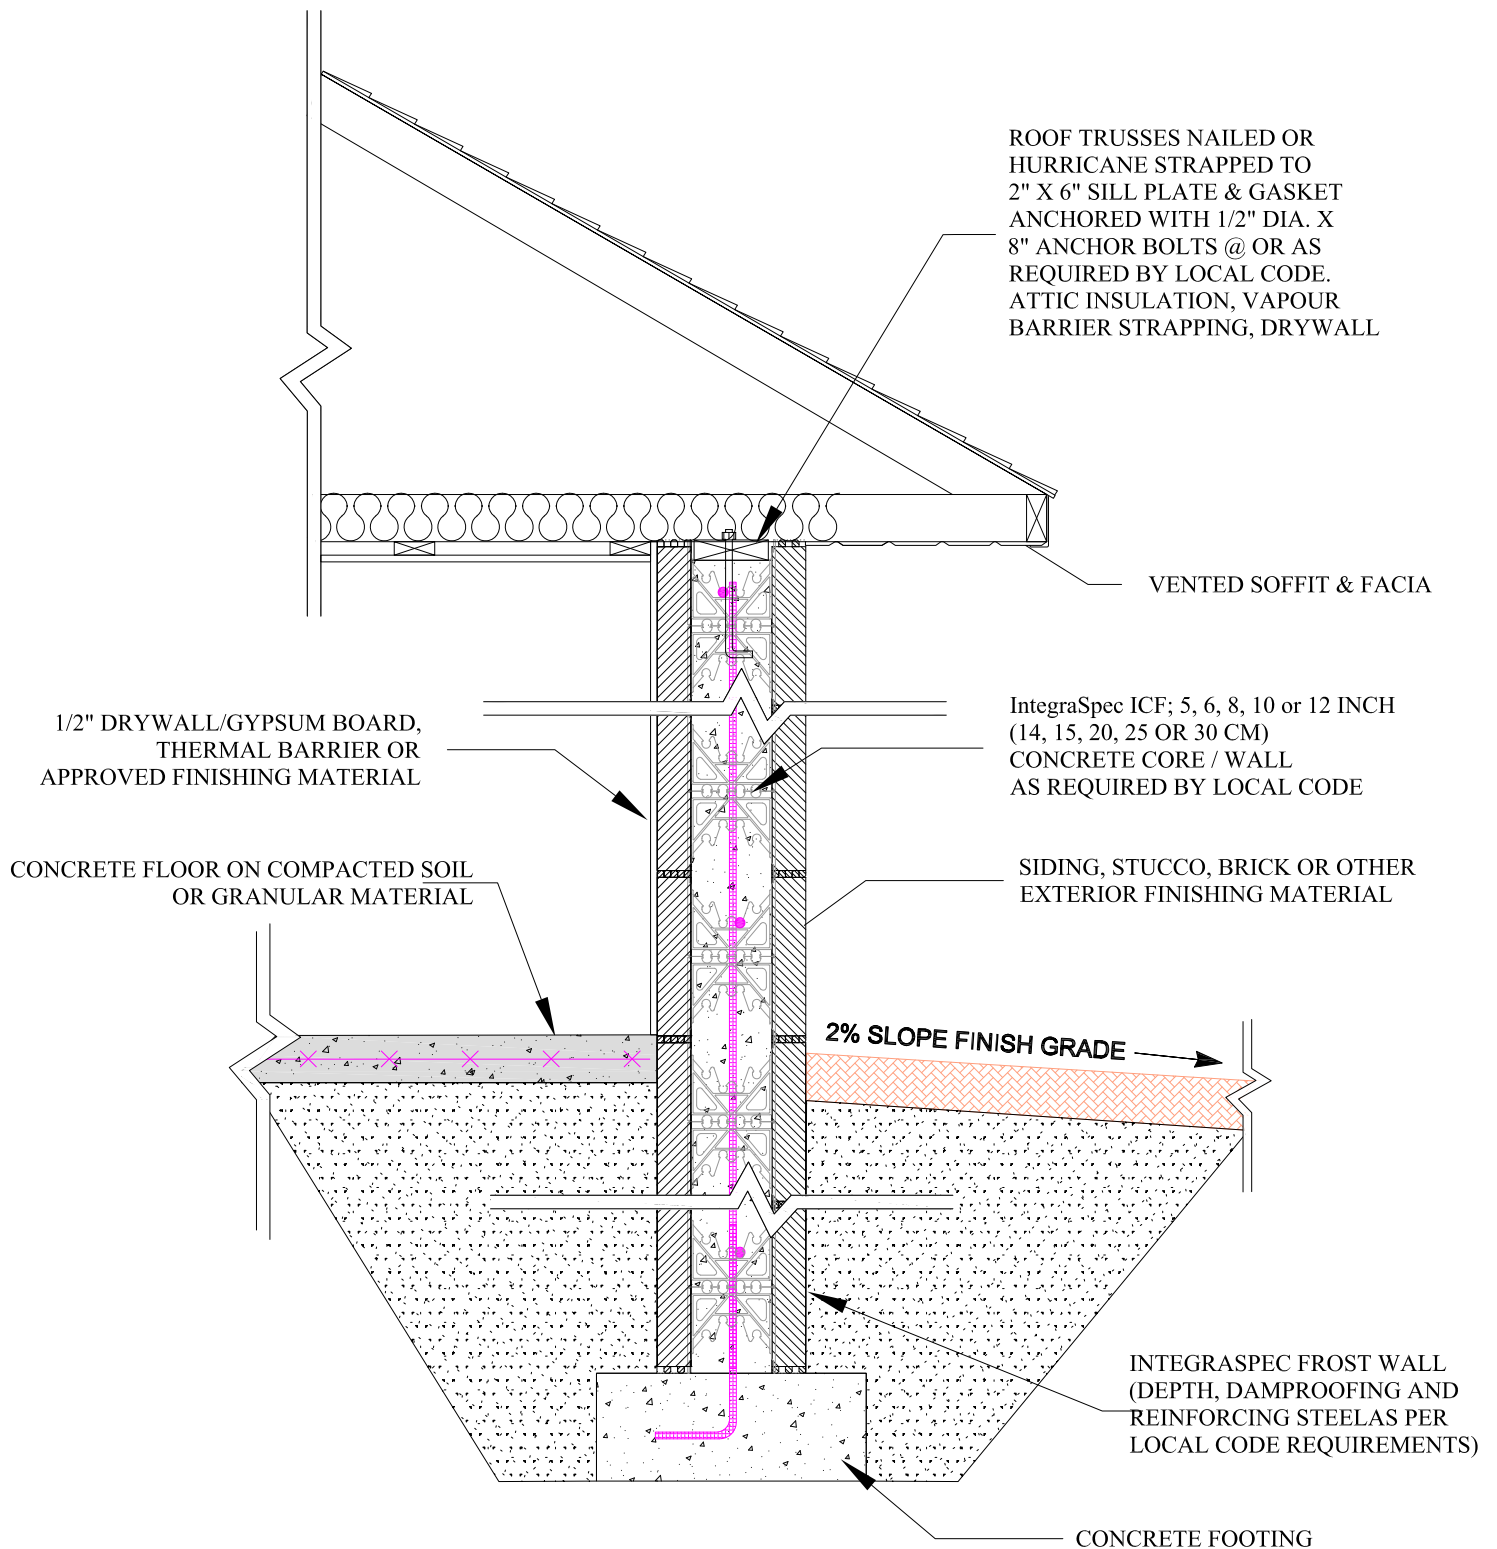 ROOF TRUSSES NAILED OR
HURRICANE STRAPPED TO
2" X 6" SILL PLATE & GASKET
ANCHORED WITH 1/2" DIA. X
8" ANCHOR BOLTS @ OR AS
REQUIRED BY LOCAL CODE.
ATTIC INSULATION, VAPOUR
BARRIER STRAPPING, DRYWALL
VENTED SOFFIT & FACIA
1/2" DRYWALL/GYPSUM BOARD,
THERMAL BARRIER OR
APPROVED FINISHING MATERIAL
IntegraSpec ICF; 5, 6, 8, 10 or 12 INCH
(14, 15, 20, 25 OR 30 CM)
CONCRETE CORE / WALL
AS REQUIRED BY LOCAL CODE
CONCRETE FLOOR ON COMPACTED SOIL
OR GRANULAR MATERIAL
SIDING, STUCCO, BRICK OR OTHER
EXTERIOR FINISHING MATERIAL
2% SLOPE FINISH GRADE
INTEGRASPEC FROST WALL
(DEPTH, DAMPROOFING AND
REINFORCING STEELAS PER
LOCAL CODE REQUIREMENTS)
CONCRETE FOOTING